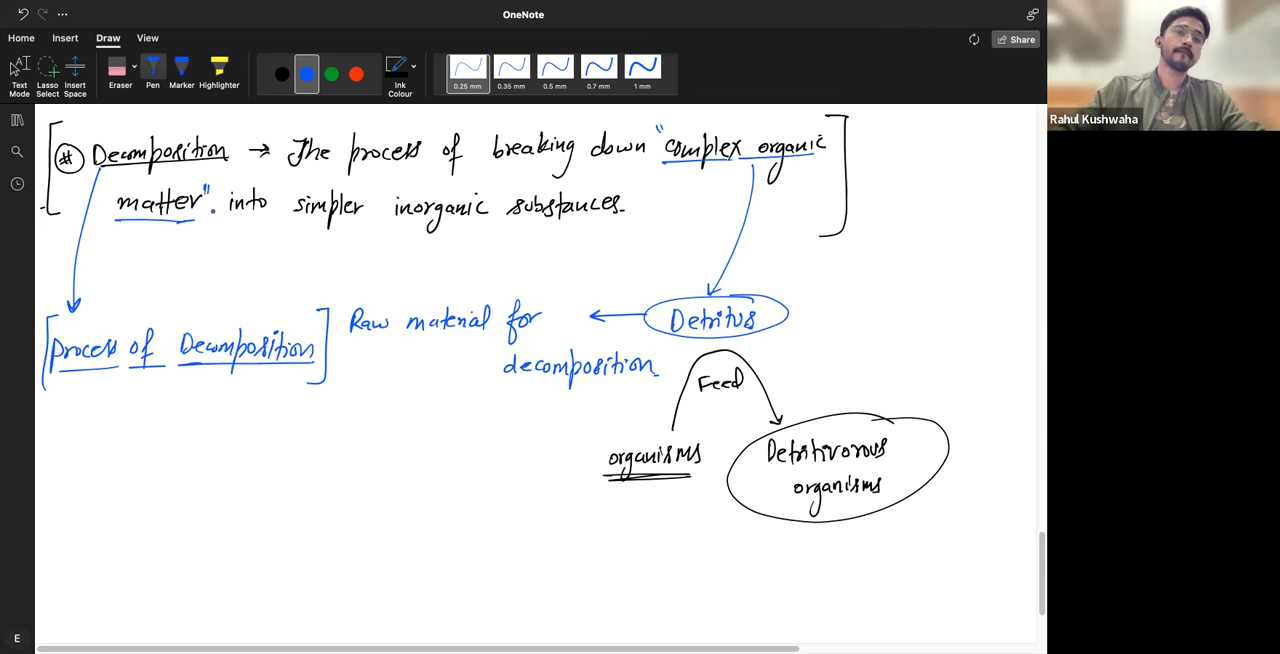 OneNote
Home Insert Draw View
Share
Text Mode
Lasso Select
Insert Space
Eraser
Pen
Marker
Highlighter
Ink Colour
0.25 mm
0.35 mm
0.5 mm
0.7 mm
1 mm
Rahul Kushwaha
# Decomposition → The process of breaking down "complex organic
matter". into simpler inorganic substances.
Process of Decomposition
Raw material for
decomposition
Detritus
Feed
organisms
Detritivorous
organisms
E